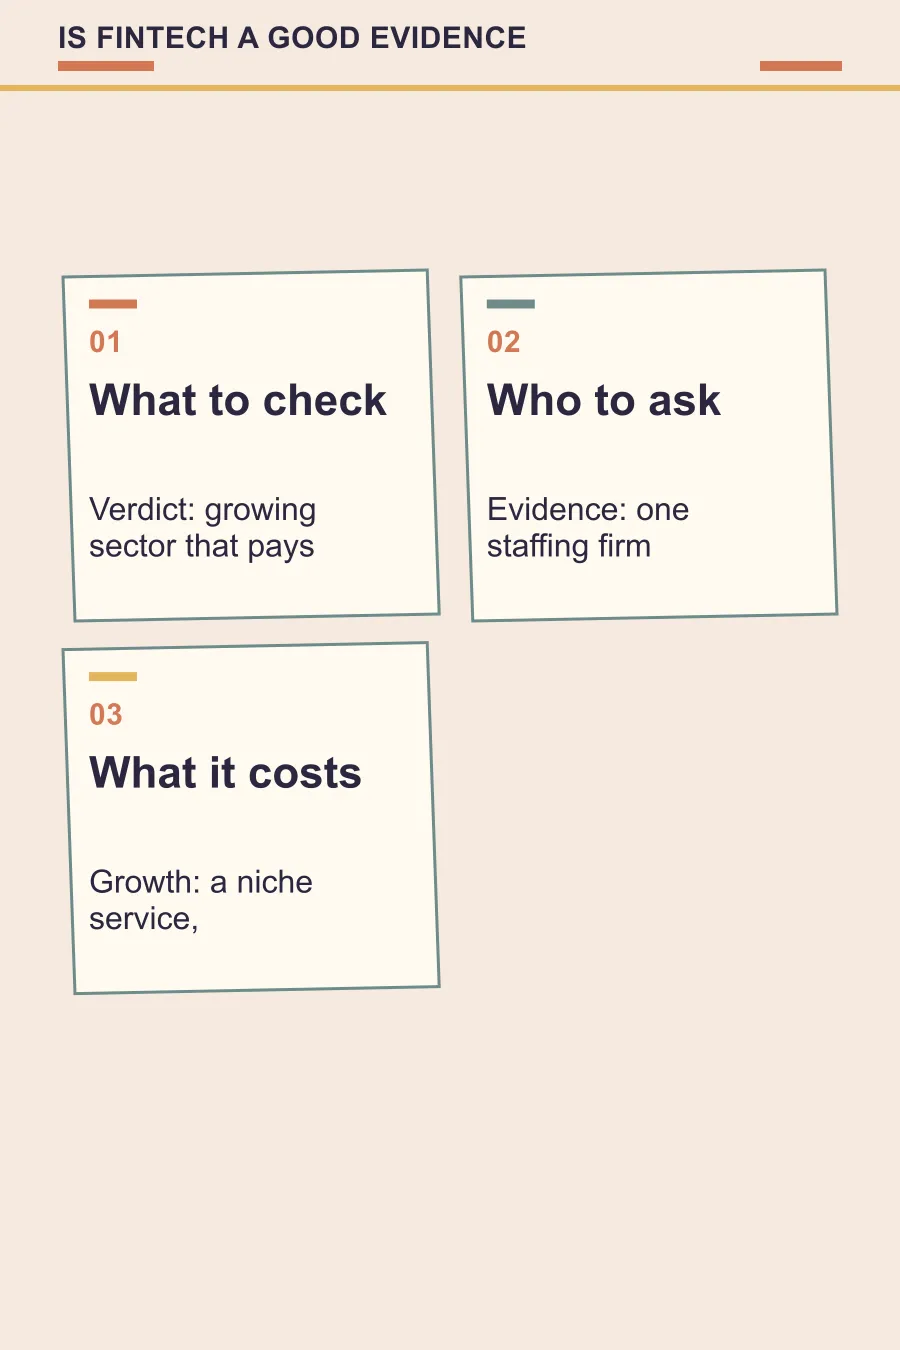 IS FINTECH A GOOD EVIDENCE
01
What to check
Verdict: growing
sector that pays
02
Who to ask
Evidence: one
staffing firm
03
What it costs
Growth: a niche
service,